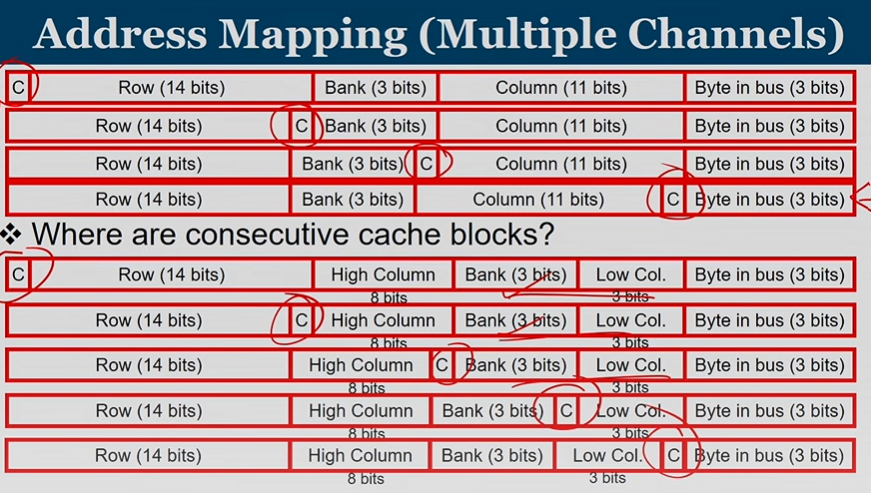 Address Mapping (Multiple Channels)
C Row (14 bits) Bank (3 bits) Column (11 bits) Byte in bus (3 bits)
Row (14 bits) C Bank (3 bits) Column (11 bits) Byte in bus (3 bits)
Row (14 bits) Bank (3 bits) C Column (11 bits) Byte in bus (3 bits)
Row (14 bits) Bank (3 bits) Column (11 bits) C Byte in bus (3 bits)
❖ Where are consecutive cache blocks?
C Row (14 bits) High Column Bank (3 bits) Low Col. Byte in bus (3 bits)
8 bits 3 bits
Row (14 bits) C High Column Bank (3 bits) Low Col. Byte in bus (3 bits)
8 bits 3 bits
Row (14 bits) High Column C Bank (3 bits) Low Col. Byte in bus (3 bits)
8 bits 3 bits
Row (14 bits) High Column Bank (3 bits) C Low Col. Byte in bus (3 bits)
8 bits 3 bits
Row (14 bits) High Column Bank (3 bits) Low Col. C Byte in bus (3 bits)
8 bits 3 bits